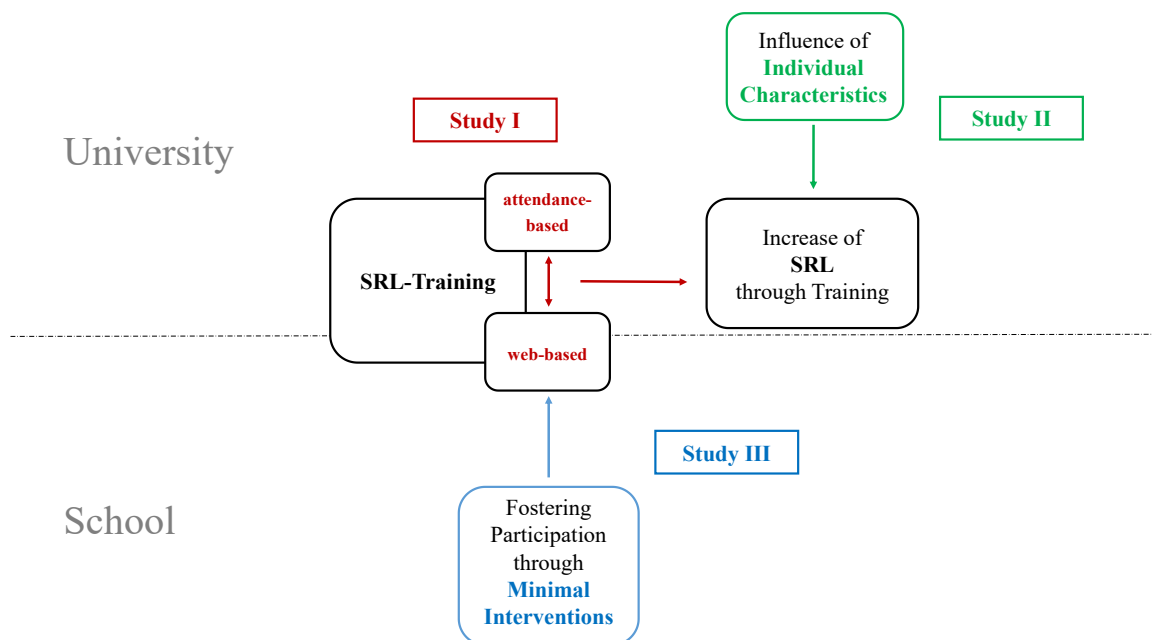 Influence of
Individual
Characteristics
Study I
Study II
University
attendance-
based
SRL-Training
Increase of
SRL
through Training
web-based
Study III
School
Fostering
Participation
through
Minimal
Interventions